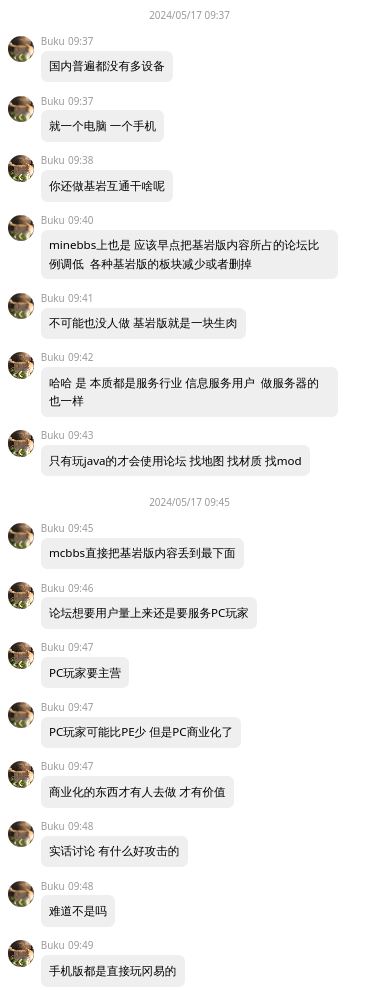 2024/05/17 09:37
Buku 09:37
国内普遍都没有多设备
Buku 09:37
就一个电脑 一个手机
Buku 09:38
你还做基岩互通干啥呢
Buku 09:40
minebbs上也是 应该早点把基岩版内容所占的论坛比
例调低  各种基岩版的板块减少或者删掉
Buku 09:41
不可能也没人做 基岩版就是一块生肉
Buku 09:42
哈哈 是 本质都是服务行业 信息服务用户  做服务器的
也一样
Buku 09:43
只有玩java的才会使用论坛 找地图 找材质 找mod
2024/05/17 09:45
Buku 09:45
mcbbs直接把基岩版内容丢到最下面
Buku 09:46
论坛想要用户量上来还是要服务PC玩家
Buku 09:47
PC玩家要主营
Buku 09:47
PC玩家可能比PE少 但是PC商业化了
Buku 09:47
商业化的东西才有人去做 才有价值
Buku 09:48
实话讨论 有什么好攻击的
Buku 09:48
难道不是吗
Buku 09:49
手机版都是直接玩网易的